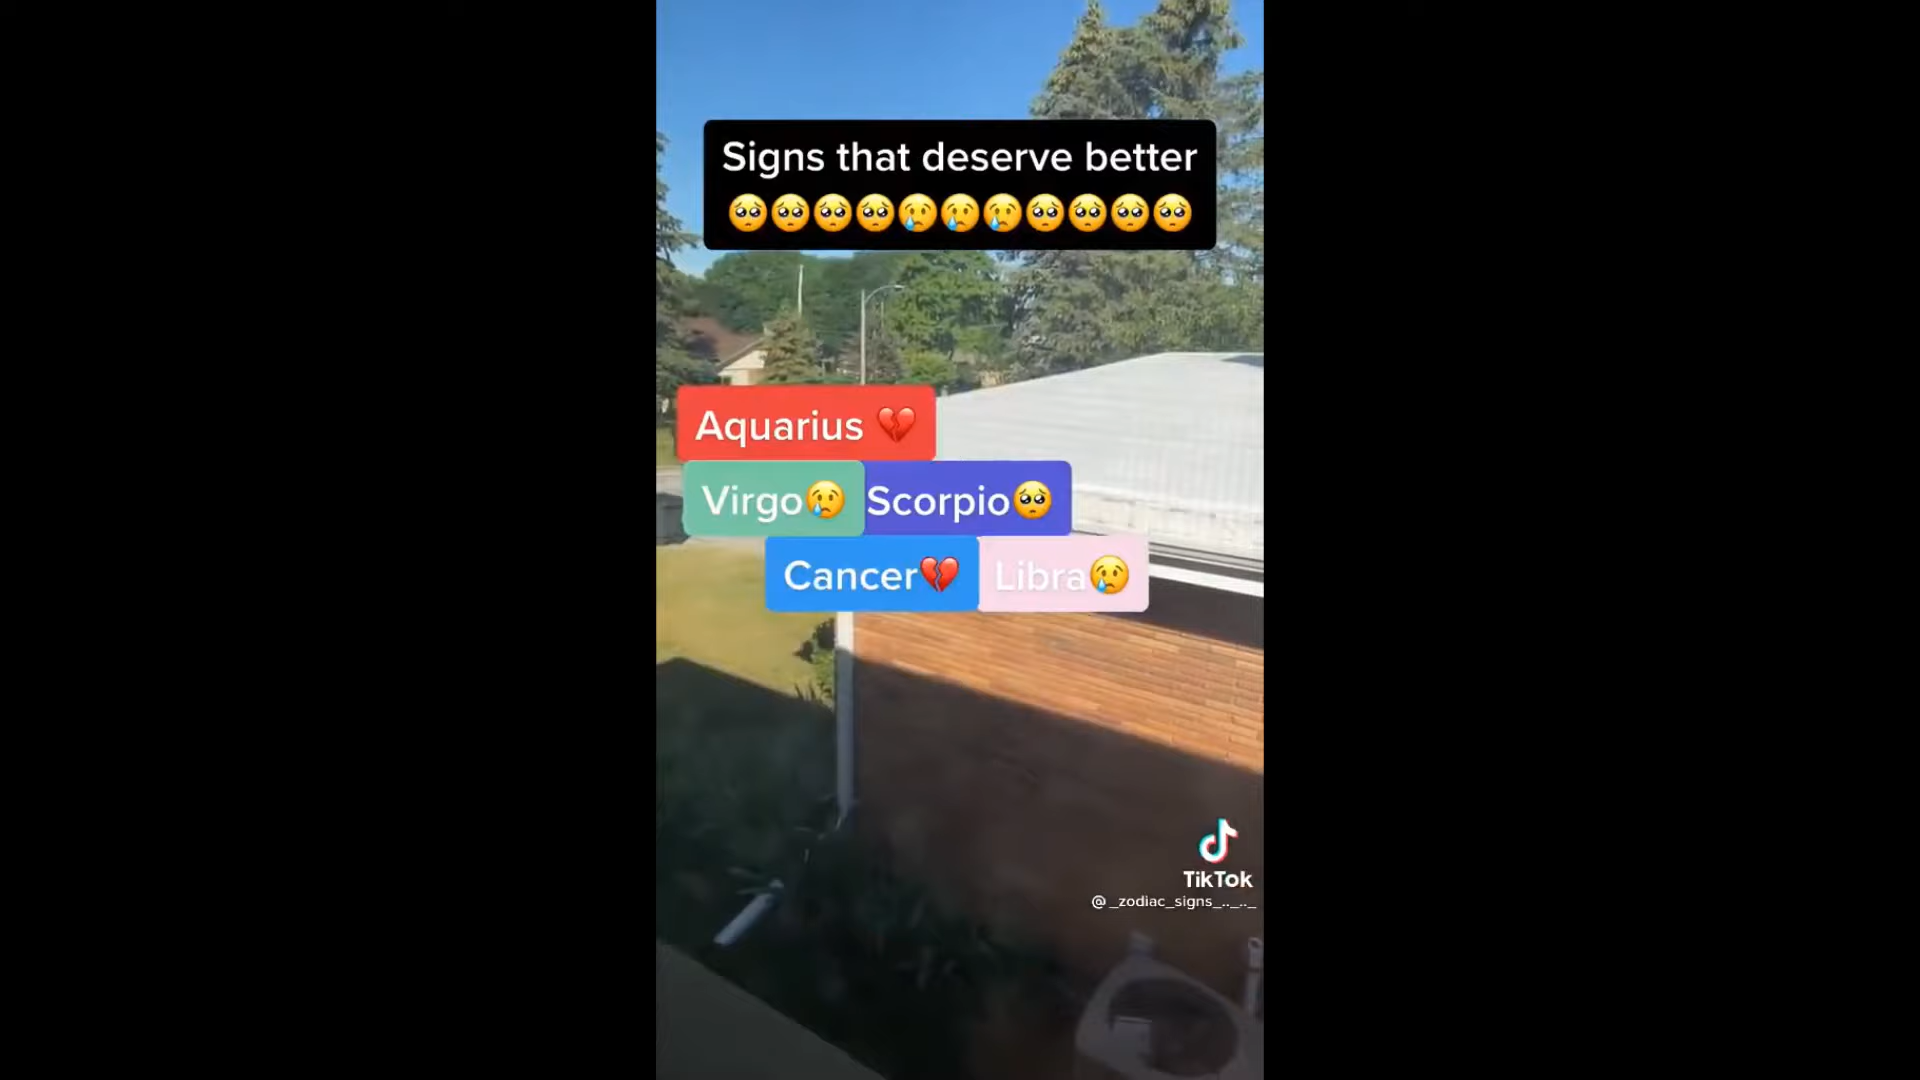 Signs that deserve better
🥺🥺🥺🥺😢😢😢🥺🥺🥺🥺
Aquarius 💔
Virgo😢 Scorpio🥺
Cancer💔 Libra😢
TikTok
@_zodiac_signs_.._.._